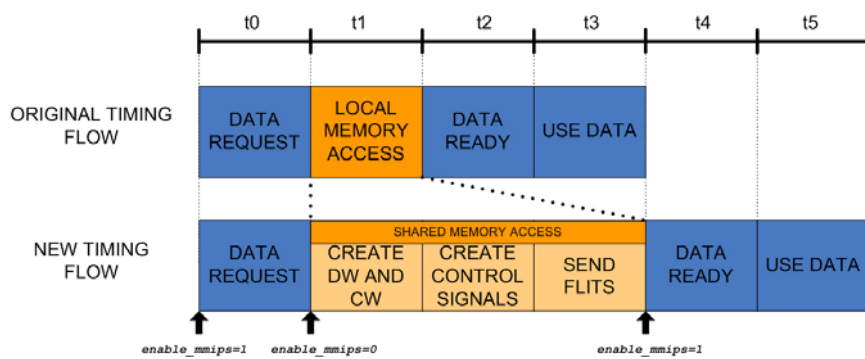 t0 t1 t2 t3 t4 t5
ORIGINAL TIMING
FLOW
DATA
REQUEST
LOCAL
MEMORY
ACCESS
DATA
READY
USE DATA
NEW TIMING
FLOW
DATA
REQUEST
SHARED MEMORY ACCESS
CREATE
DW AND
CW
CREATE
CONTROL
SIGNALS
SEND
FLITS
DATA
READY
USE DATA
enable_mmips=1 enable_mmips=0 enable_mmips=1